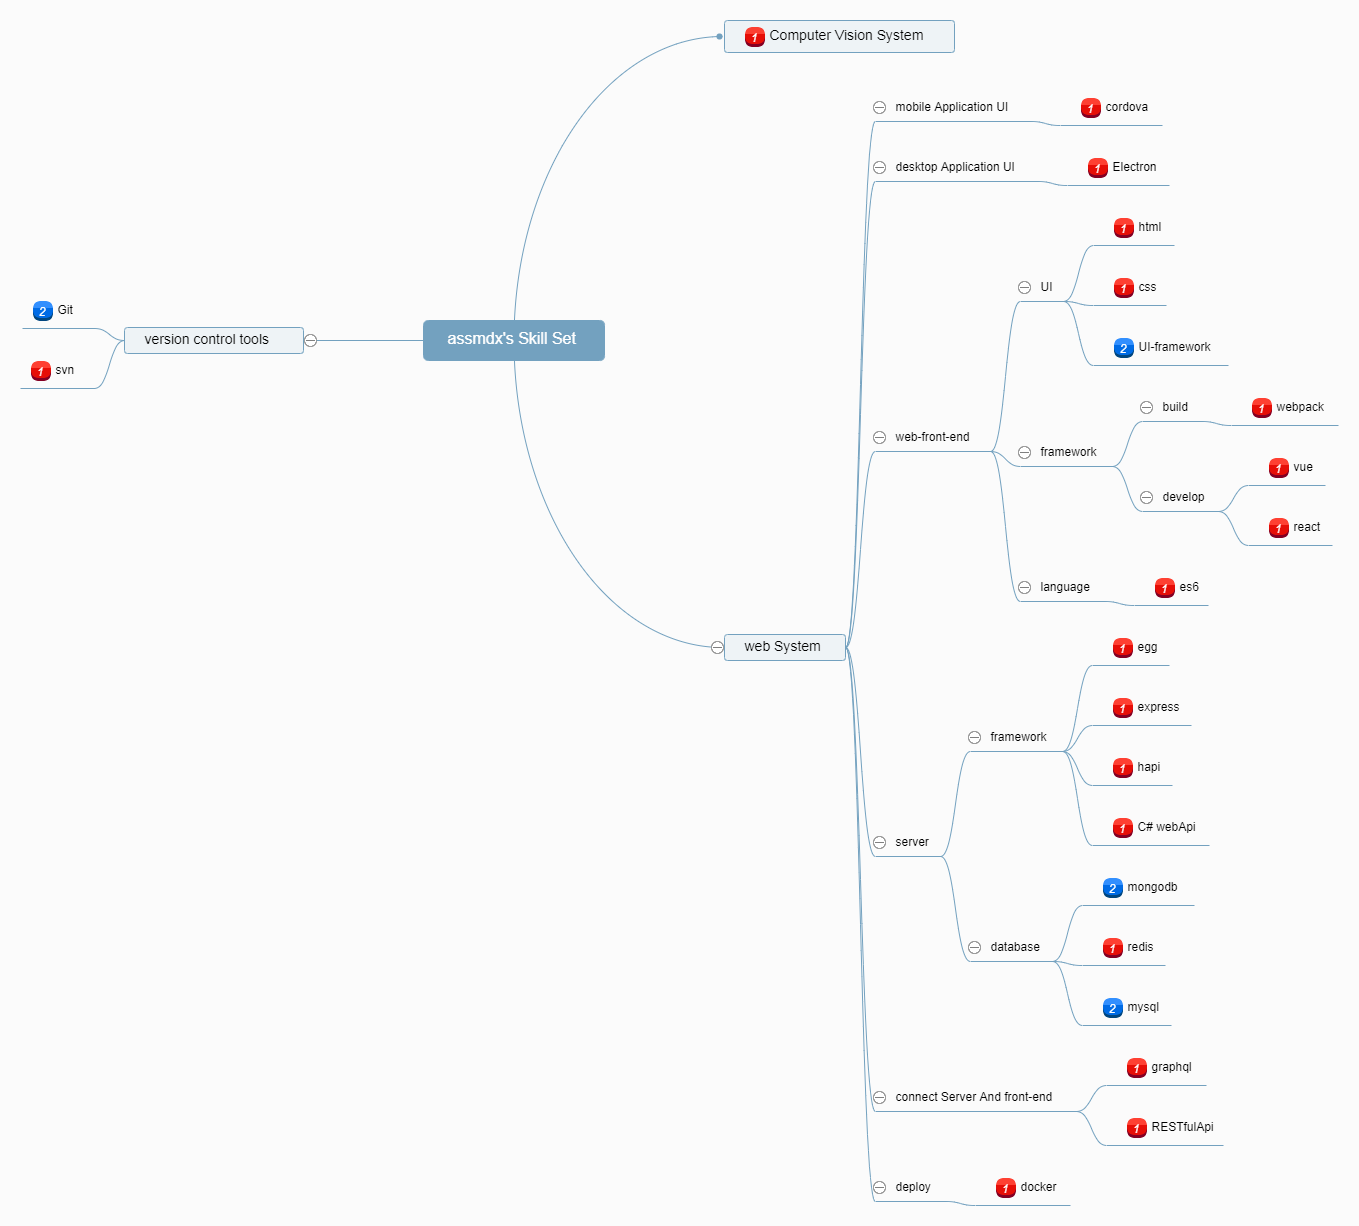 1 Computer Vision System
mobile Application UI
1 cordova
desktop Application UI
1 Electron
1 html
UI
1 css
2 UI-framework
2 Git
version control tools
1 svn
assmdx's Skill Set
web-front-end
framework
build
1 webpack
develop
1 vue
1 react
language
1 es6
web System
server
framework
1 egg
1 express
1 hapi
1 C# webApi
database
2 mongodb
1 redis
2 mysql
connect Server And front-end
1 graphql
1 RESTfulApi
deploy
1 docker